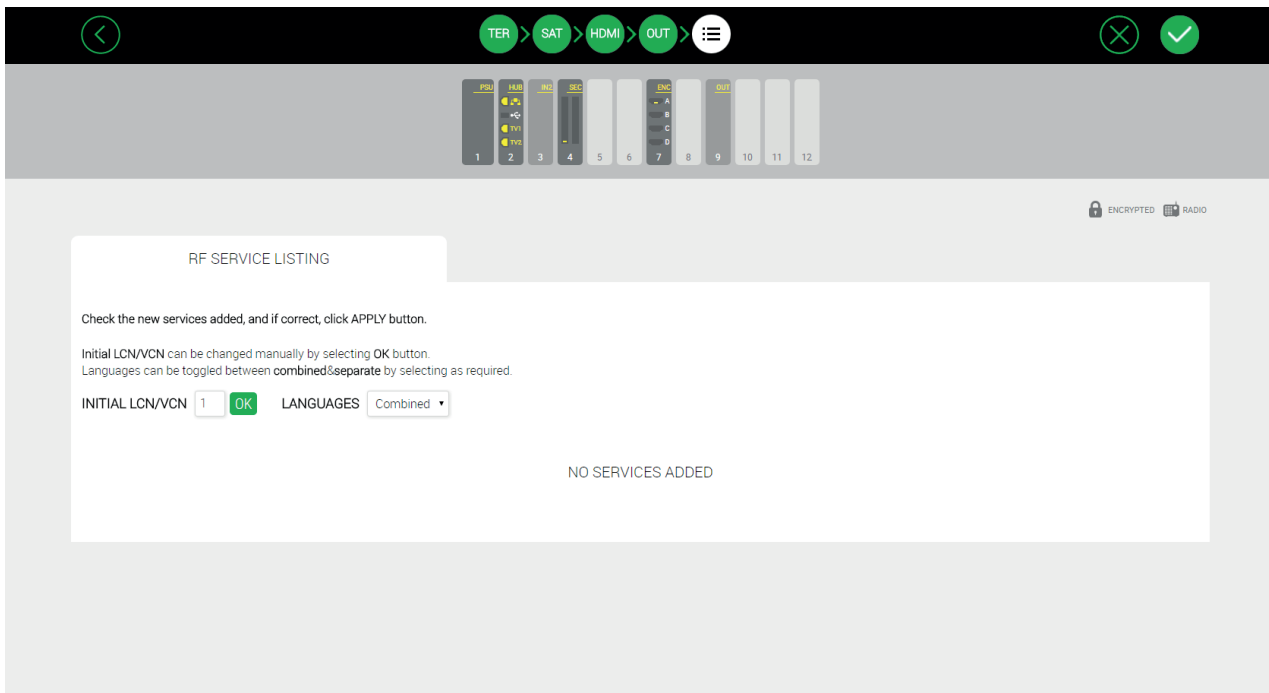 TER SAT HDMI OUT
PSU HUB IN2 SEC ENC OUT
A
B
TV1 C
TV2 D
1 2 3 4 5 6 7 8 9 10 11 12
ENCRYPTED RADIO
RF SERVICE LISTING
Check the new services added, and if correct, click APPLY button.
Initial LCN/VCN can be changed manually by selecting OK button.
Languages can be toggled between combined&separate by selecting as required.
INITIAL LCN/VCN 1 OK LANGUAGES Combined
NO SERVICES ADDED